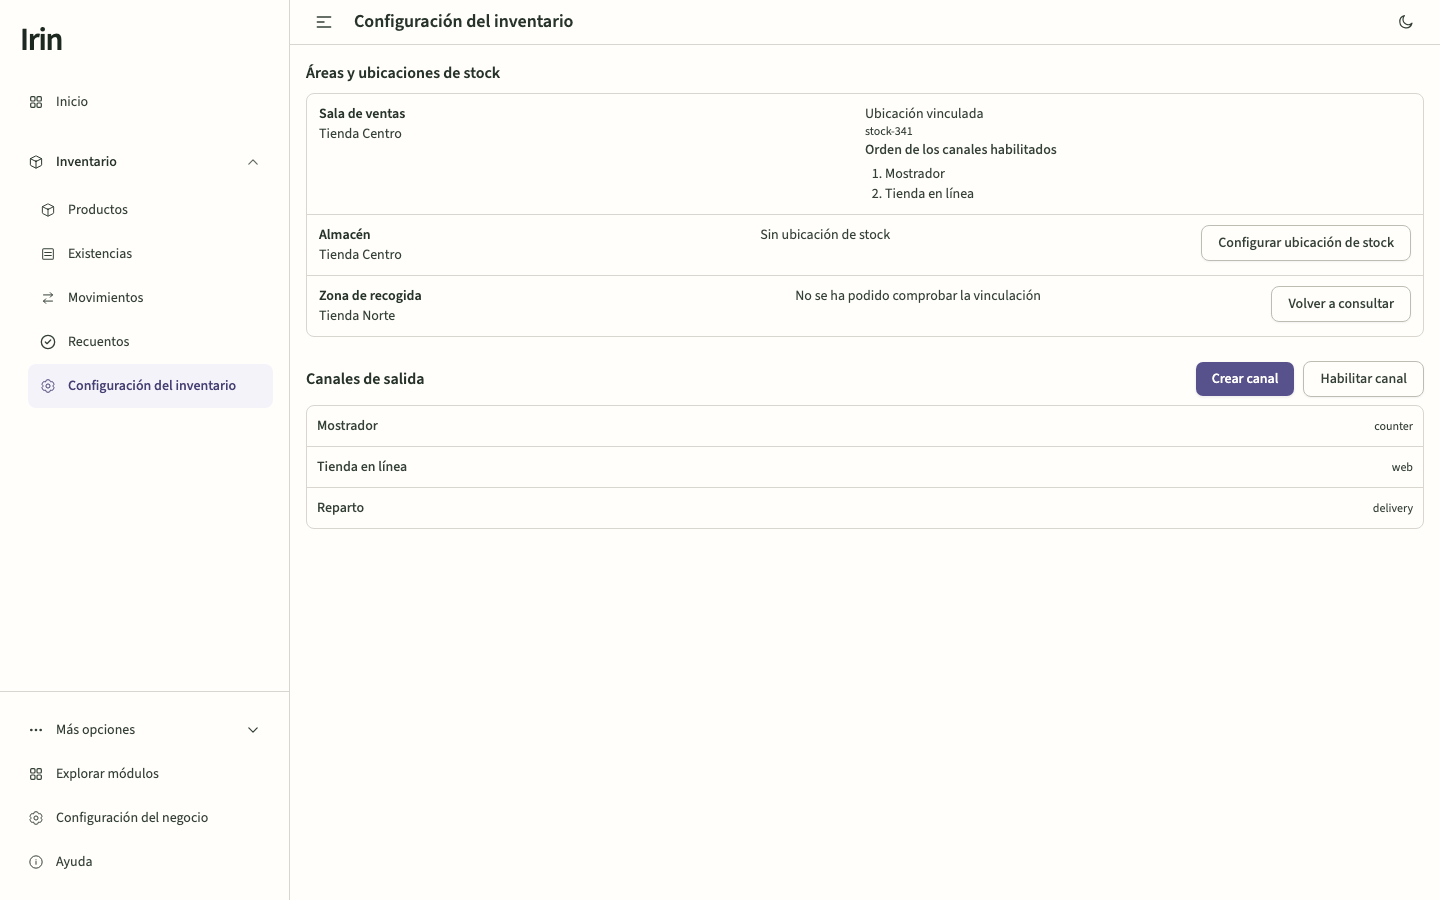 Irin
Inicio
Inventario
Productos
Existencias
Movimientos
Recuentos
Configuración del inventario
Más opciones
Explorar módulos
Configuración del negocio
Ayuda
Configuración del inventario
Áreas y ubicaciones de stock
Sala de ventas
Tienda Centro
Ubicación vinculada
stock-341
Orden de los canales habilitados
1. Mostrador
2. Tienda en línea
Almacén
Tienda Centro
Sin ubicación de stock
Configurar ubicación de stock
Zona de recogida
Tienda Norte
No se ha podido comprobar la vinculación
Volver a consultar
Canales de salida
Crear canal
Habilitar canal
Mostrador
counter
Tienda en línea
web
Reparto
delivery